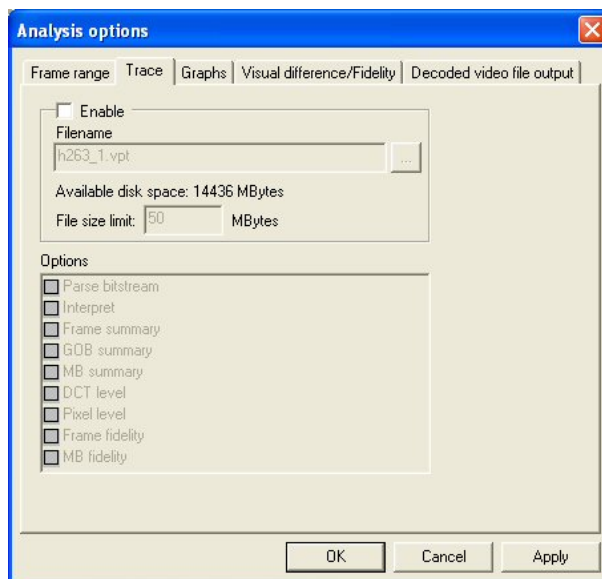 Analysis options
Frame range Trace Graphs Visual difference/Fidelity Decoded video file output
Enable
Filename
h263_1.vpt ...
Available disk space: 14436 MBytes
File size limit: 50 MBytes
Options
Parse bitstream
Interpret
Frame summary
GOB summary
MB summary
DCT level
Pixel level
Frame fidelity
MB fidelity
OK Cancel Apply